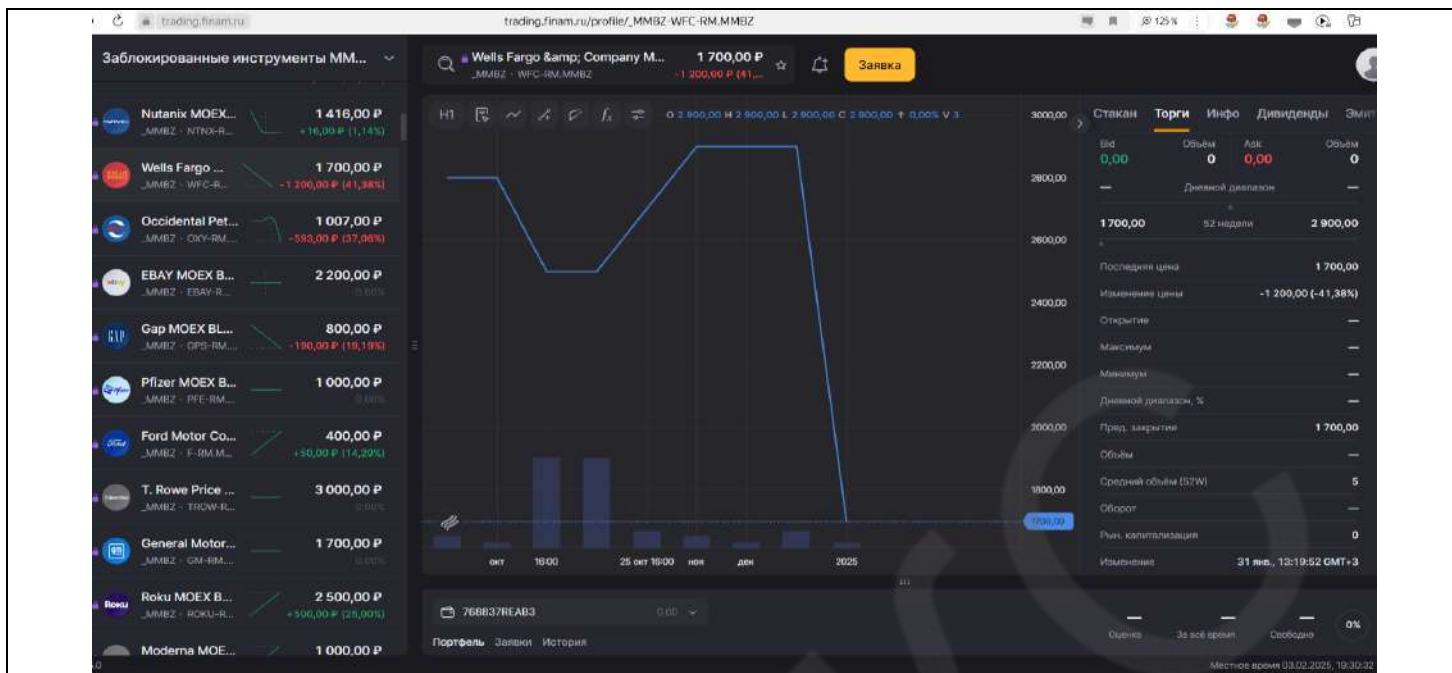 trading.finam.ru
trading.finam.ru/profile/_MMBZ-WFC-RM.MMBZ
125 %
Заблокированные инструменты ММ...
Nutanix MOEX... 1 416,00 ₽
_MMBZ · NTNX-R... +16,00 ₽ (1,14%)
Wells Fargo ... 1 700,00 ₽
_MMBZ · WFC-R... -1 200,00 ₽ (41,38%)
Occidental Pet... 1 007,00 ₽
_MMBZ · OXY-RM.... -593,00 ₽ (37,06%)
EBAY MOEX B... 2 200,00 ₽
_MMBZ · EBAY-R... 0.00%
Gap MOEX BL... 800,00 ₽
_MMBZ · GPS-RM.... -190,00 ₽ (19,19%)
Pfizer MOEX B... 1 000,00 ₽
_MMBZ · PFE-RM.... 0.00%
Ford Motor Co... 400,00 ₽
_MMBZ · F-RM.M... +50,00 ₽ (14,29%)
T. Rowe Price ... 3 000,00 ₽
_MMBZ · TROW-R... 0.00%
General Motor... 1 700,00 ₽
_MMBZ · GM-RM.... 0.00%
Roku MOEX B... 2 500,00 ₽
_MMBZ · ROKU-R... +500,00 ₽ (25,00%)
Moderna MOE... 1 000,00 ₽
Wells Fargo &amp; Company M... 1 700,00 ₽
_MMBZ · WFC-RM.MMBZ -1 200,00 ₽ (41,...
Заявка
H1 O 2 900,00 H 2 900,00 L 2 900,00 C 2 900,00 0,00% V 3
3000,00
2800,00
2600,00
2400,00
2200,00
2000,00
1800,00
1700,00
окт 16:00 25 окт 16:00 ноя дек 2025
768837REAB3 0.00
Портфель Заявки История
Стакан Торги Инфо Дивиденды Эмит
Bid Объём Ask Объём
0,00 0 0,00 0
— Дневной диапазон —
1 700,00 52 недели 2 900,00
Последняя цена 1 700,00
Изменение цены -1 200,00 (-41,38%)
Открытие —
Максимум —
Минимум —
Дневной диапазон, % —
Пред. закрытие 1 700,00
Объём —
Средний объём (52W) 5
Оборот —
Рын. капитализация 0
Изменение 31 янв., 13:19:52 GMT+3
Оценка За всё время Свободно 0%
Местное время 03.02.2025, 19:30:32